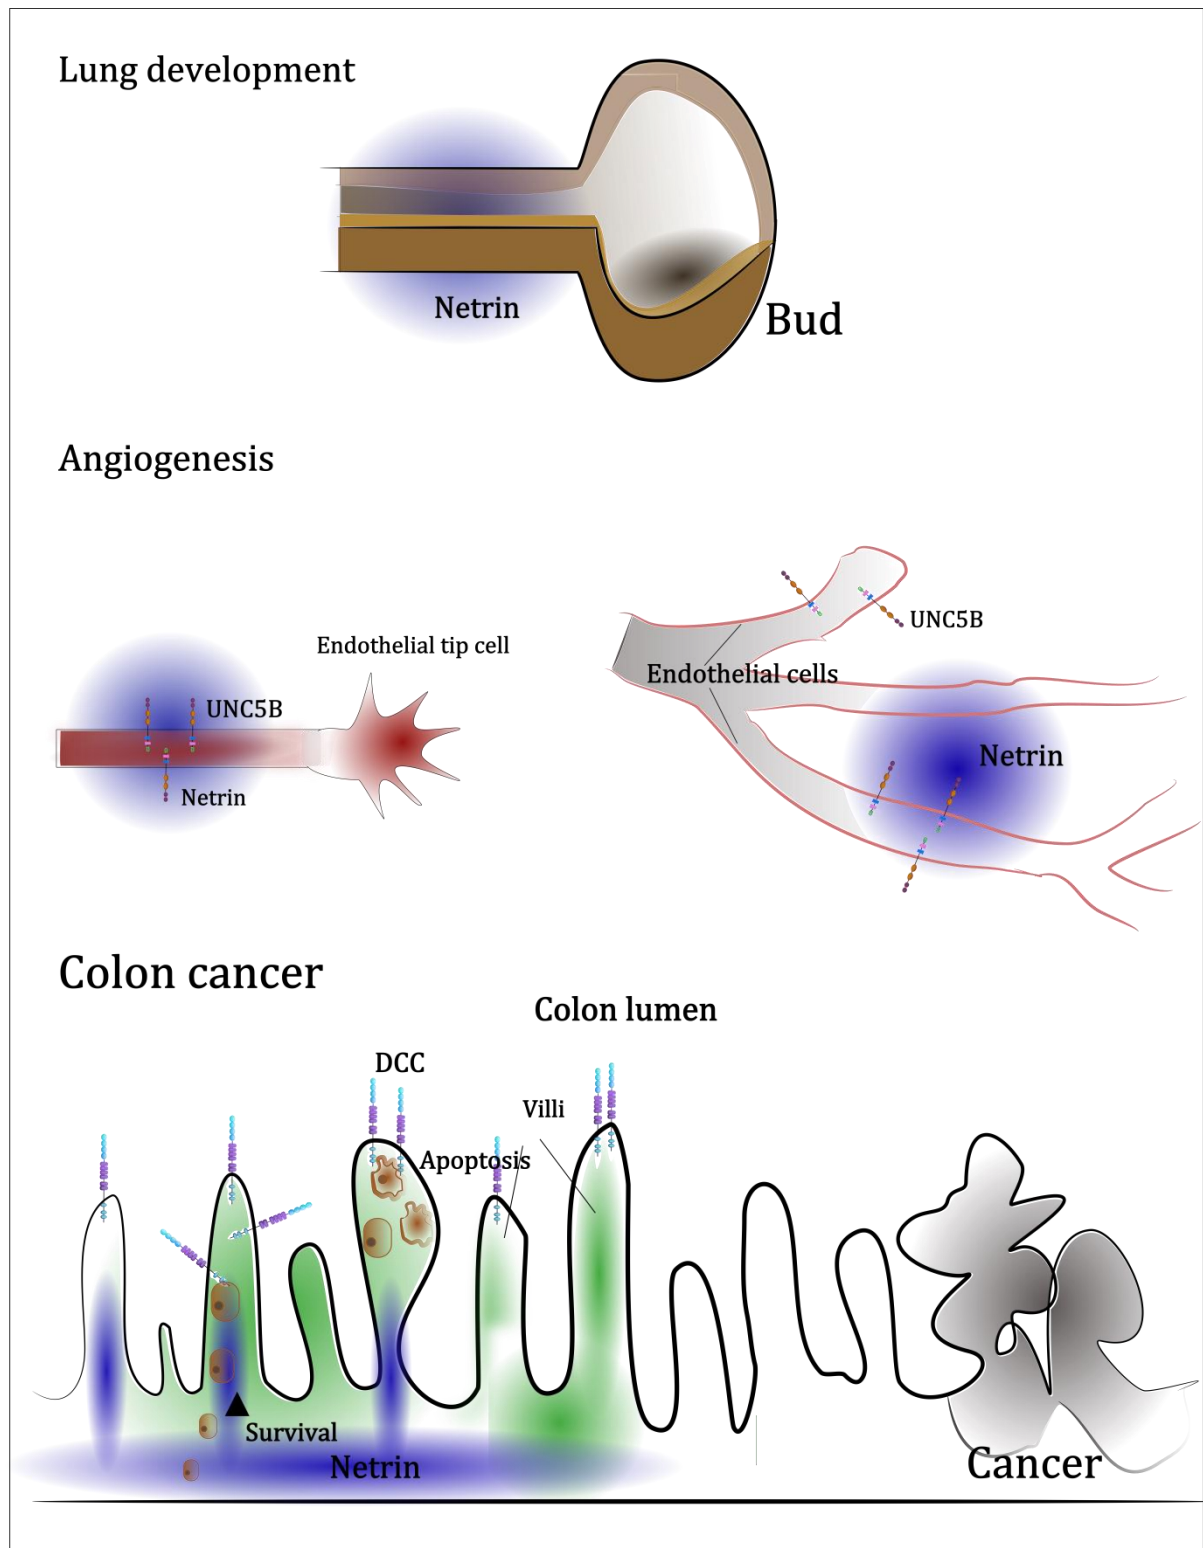 Lung development
Netrin
Bud
Angiogenesis
Endothelial tip cell
UNC5B
Netrin
UNC5B
Endothelial cells
Netrin
Colon cancer
Colon lumen
DCC
Villi
Apoptosis
Survival
Netrin
Cancer